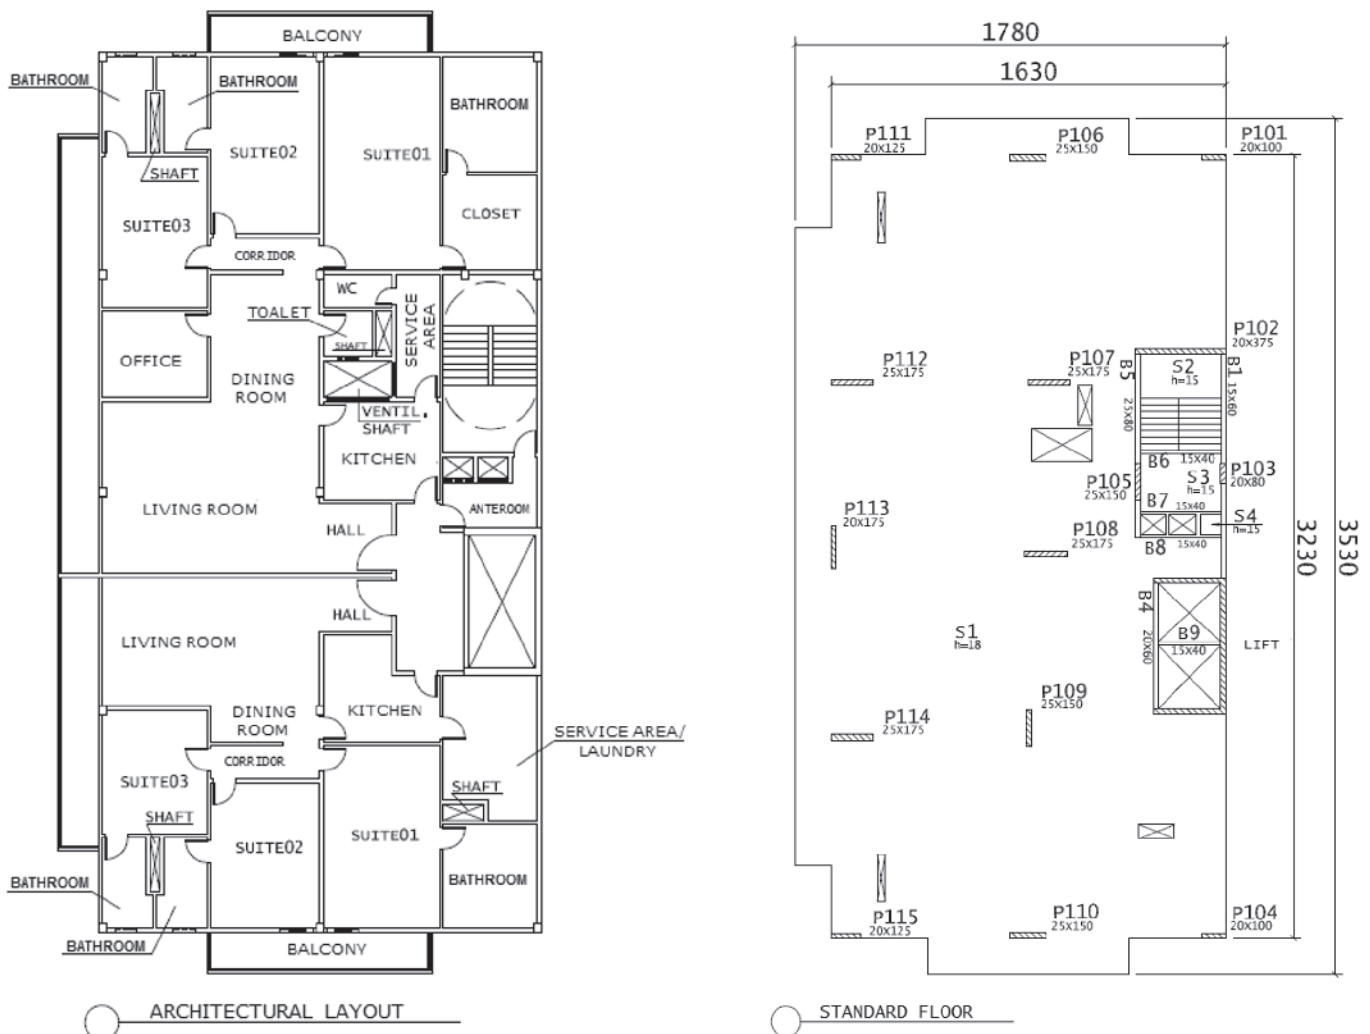 BALCONY
BATHROOM
BATHROOM
BATHROOM
SUITE02
SUITE01
SHAFT
SUITE03
CLOSET
CORRIDOR
WC
TOALET
SERVICE
AREA
SHAFT
OFFICE
DINING
ROOM
VENTIL.
SHAFT
KITCHEN
LIVING ROOM
HALL
ANTEROOM
HALL
LIVING ROOM
DINING
ROOM
KITCHEN
SERVICE AREA/
LAUNDRY
CORRIDOR
SUITE03
SHAFT
SHAFT
SUITE02
SUITE01
BATHROOM
BATHROOM
BATHROOM
BALCONY
ARCHITECTURAL LAYOUT
1780
1630
P111
20x125
P106
25x150
P101
20x100
P102
20x375
P112
25x175
P107
25x175
B5
25x80
S2
h=15
B1
15x60
B6
15x40
P103
20x80
P105
25x150
S3
h=15
B7
15x40
P113
20x175
P108
25x175
S4
h=15
B8
15x40
3230
3530
B4
20x60
B9
15x40
LIFT
S1
h=18
P109
25x150
P114
25x175
P115
20x125
P110
25x150
P104
20x100
STANDARD FLOOR